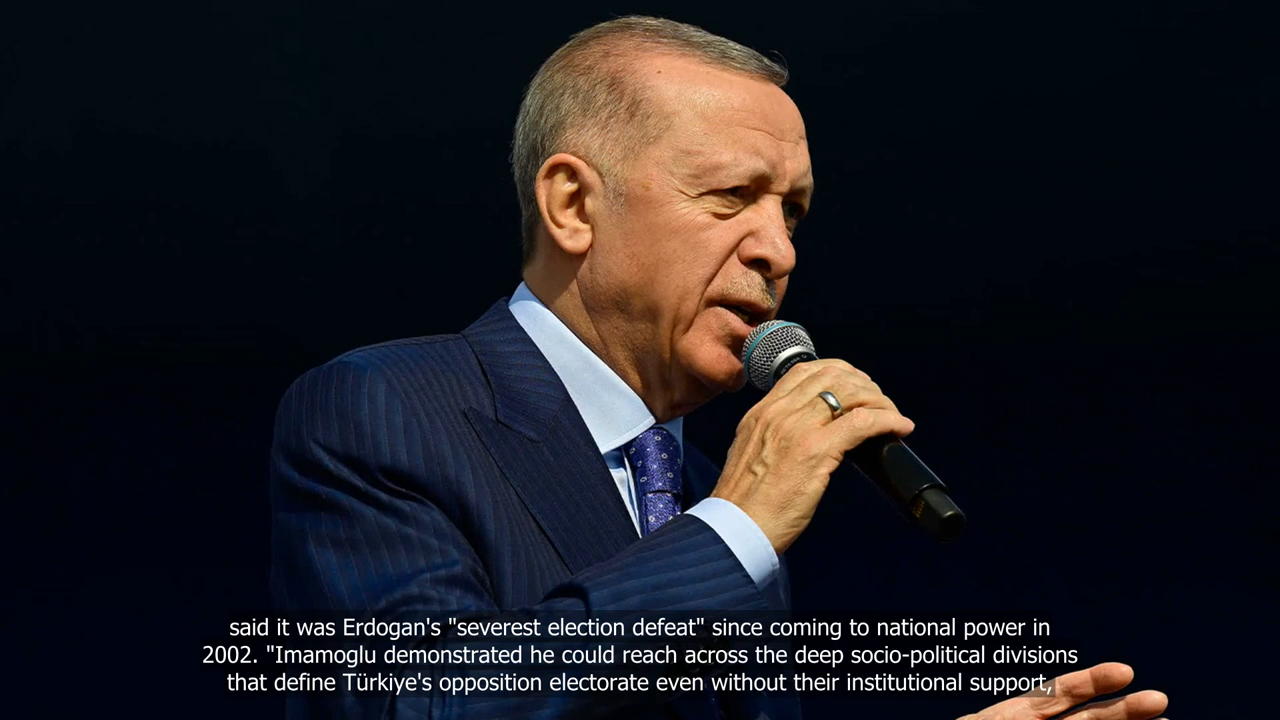 said it was Erdogan's "severest election defeat" since coming to national power in
2002. "Imamoglu demonstrated he could reach across the deep socio-political divisions
that define Türkiye's opposition electorate even without their institutional support,